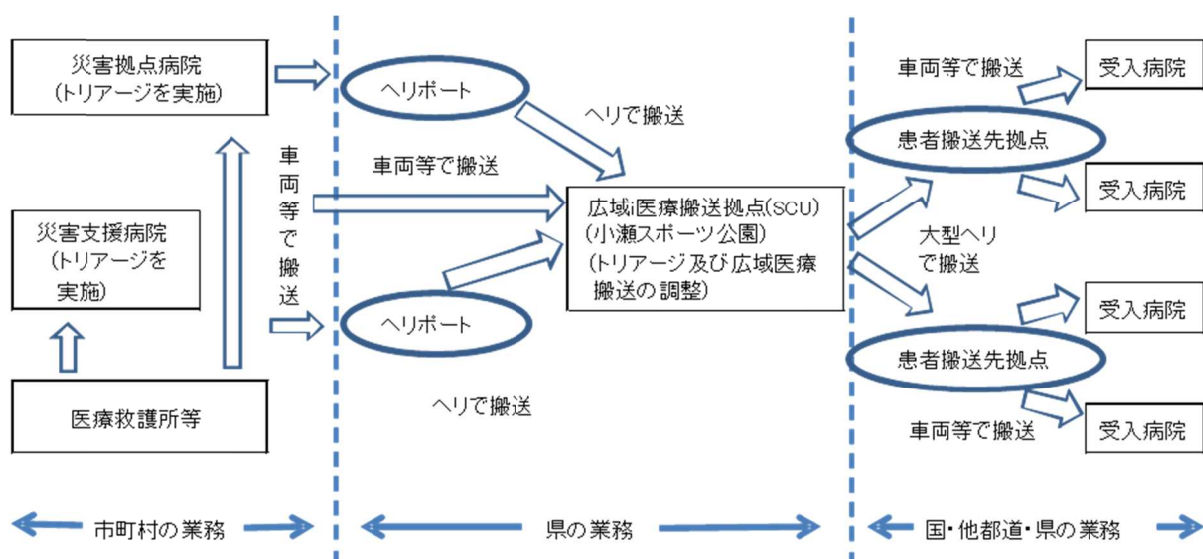 災害拠点病院
(トリアージを実施)
災害支援病院
(トリアージを
実施)
医療救護所等
車両等で搬送
ヘリポート
ヘリで搬送
車両等で搬送
広域i医療搬送拠点(SCU)
(小瀬スポーツ公園)
(トリアージ及び広域医療
搬送の調整)
ヘリポート
ヘリで搬送
車両等で搬送
受入病院
患者搬送先拠点
受入病院
大型ヘリ
で搬送
受入病院
患者搬送先拠点
車両等で搬送
受入病院
市町村の業務
県の業務
国・他都道・県の業務